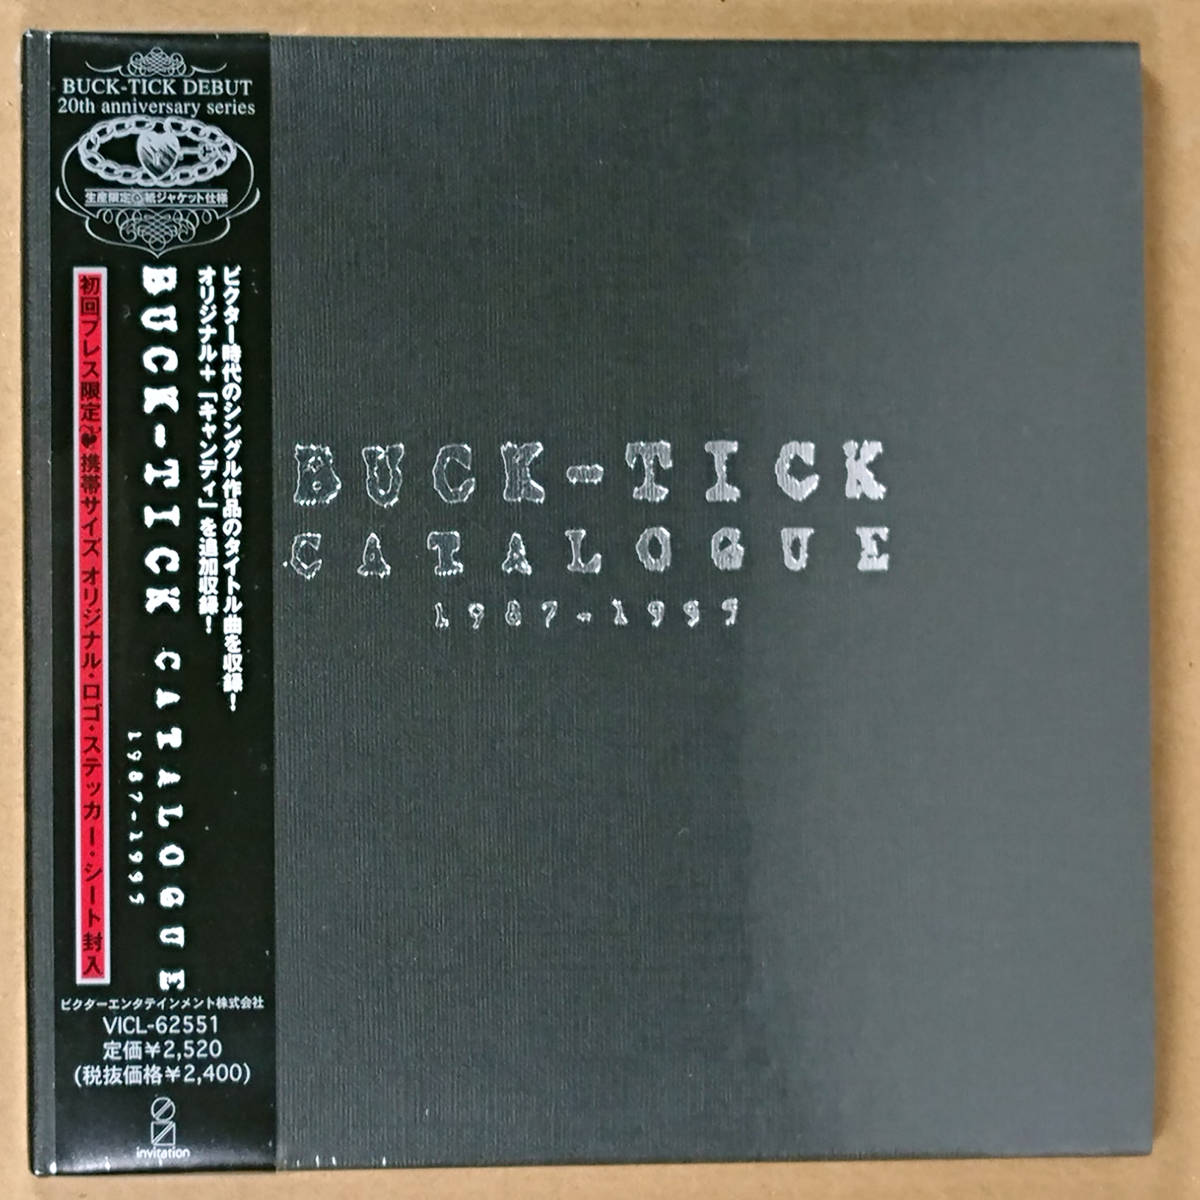 BUCK-TICK DEBUT
20th anniversary series
生産限定 紙ジャケット仕様
ビクター時代のシングル作品のタイトル曲を収録!
オリジナル+「キャンディ」を追加収録!
BUCK-TICK CATALOGUE
1987-1995
初回プレス限定 携帯サイズ オリジナル・ロゴ・ステッカー・シート封入
ビクターエンタテインメント株式会社
VICL-62551
定価¥2,520
(税抜価格¥2,400)
invitation
BUCK-TICK
CATALOGUE
1987-1995